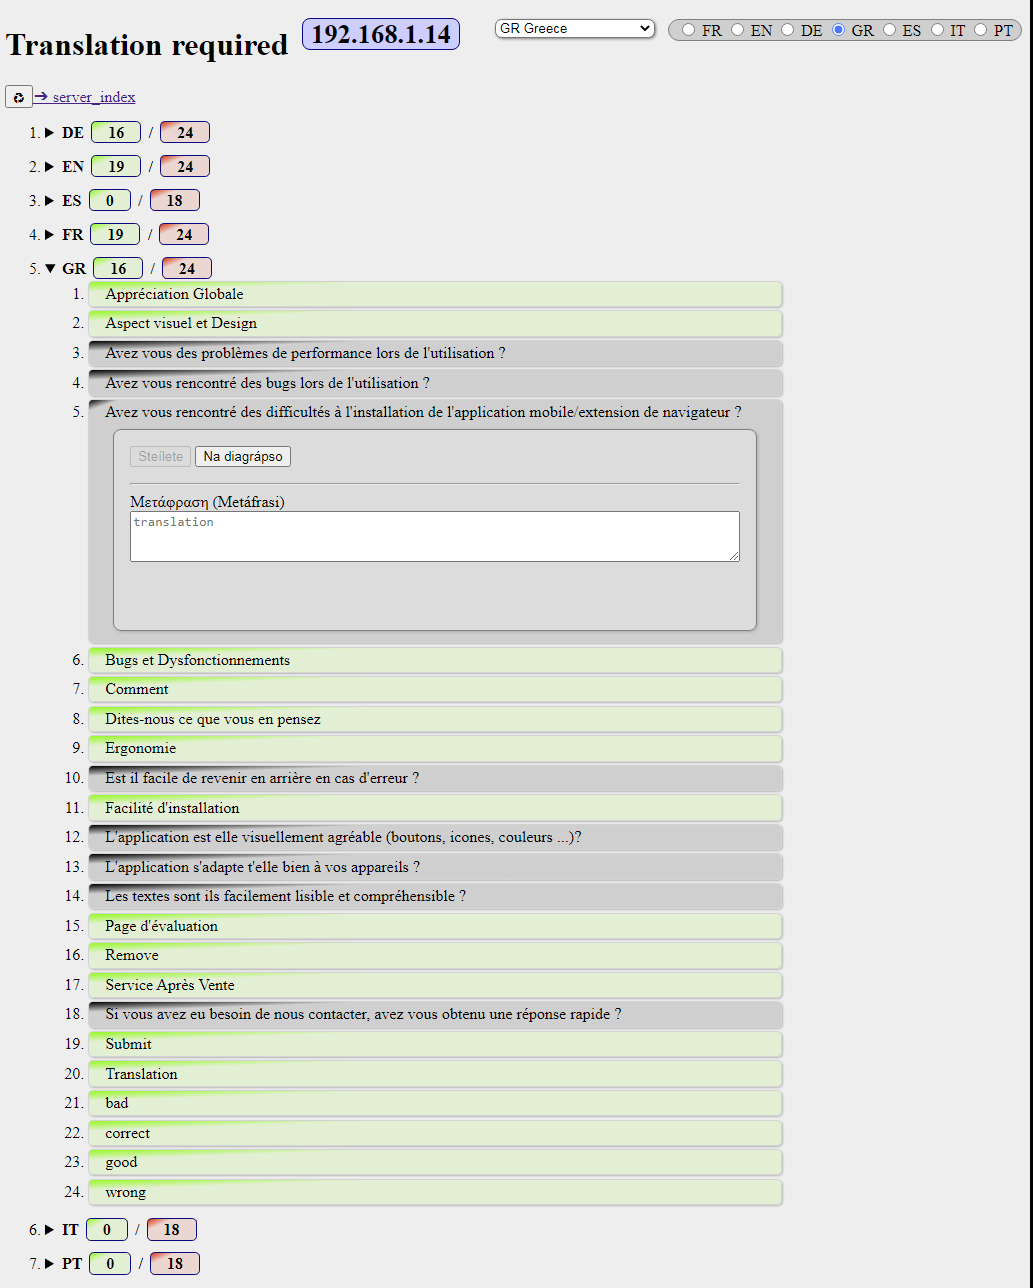 Translation required 192.168.1.14 GR Greece FR EN DE GR ES IT PT
♻ ➔ server_index
1. ▶ DE 16 / 24
2. ▶ EN 19 / 24
3. ▶ ES 0 / 18
4. ▶ FR 19 / 24
5. ▼ GR 16 / 24
1. Appréciation Globale
2. Aspect visuel et Design
3. Avez vous des problèmes de performance lors de l'utilisation ?
4. Avez vous rencontré des bugs lors de l'utilisation ?
5. Avez vous rencontré des difficultés à l'installation de l'application mobile/extension de navigateur ?
Steílete Na diagrápso
Μετάφραση (Metáfrasi)
translation
6. Bugs et Dysfonctionnements
7. Comment
8. Dites-nous ce que vous en pensez
9. Ergonomie
10. Est il facile de revenir en arrière en cas d'erreur ?
11. Facilité d'installation
12. L'application est elle visuellement agréable (boutons, icones, couleurs ...)?
13. L'application s'adapte t'elle bien à vos appareils ?
14. Les textes sont ils facilement lisible et compréhensible ?
15. Page d'évaluation
16. Remove
17. Service Après Vente
18. Si vous avez eu besoin de nous contacter, avez vous obtenu une réponse rapide ?
19. Submit
20. Translation
21. bad
22. correct
23. good
24. wrong
6. ▶ IT 0 / 18
7. ▶ PT 0 / 18